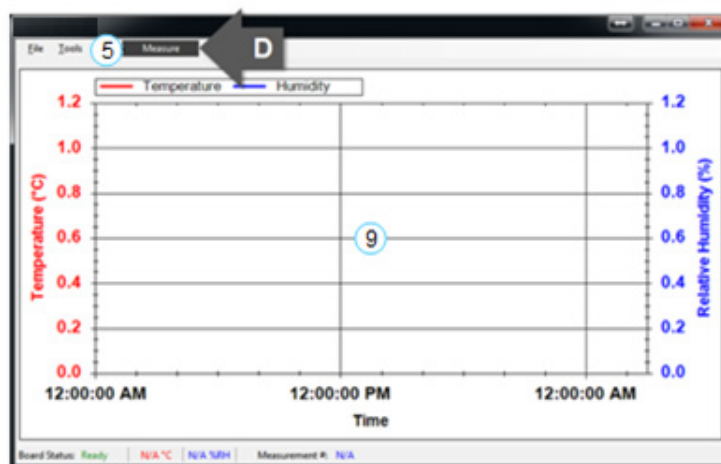 File Tools 5 Measure D
Temperature Humidity
1.2 1.2
1.0 1.0
0.8 0.8
0.6 9 0.6
0.4 0.4
0.2 0.2
0.0 0.0
Temperature (°C)
Relative Humidity (%)
12:00:00 AM 12:00:00 PM 12:00:00 AM
Time
Board Status: Ready N/A °C N/A %RH Measurement #: N/A